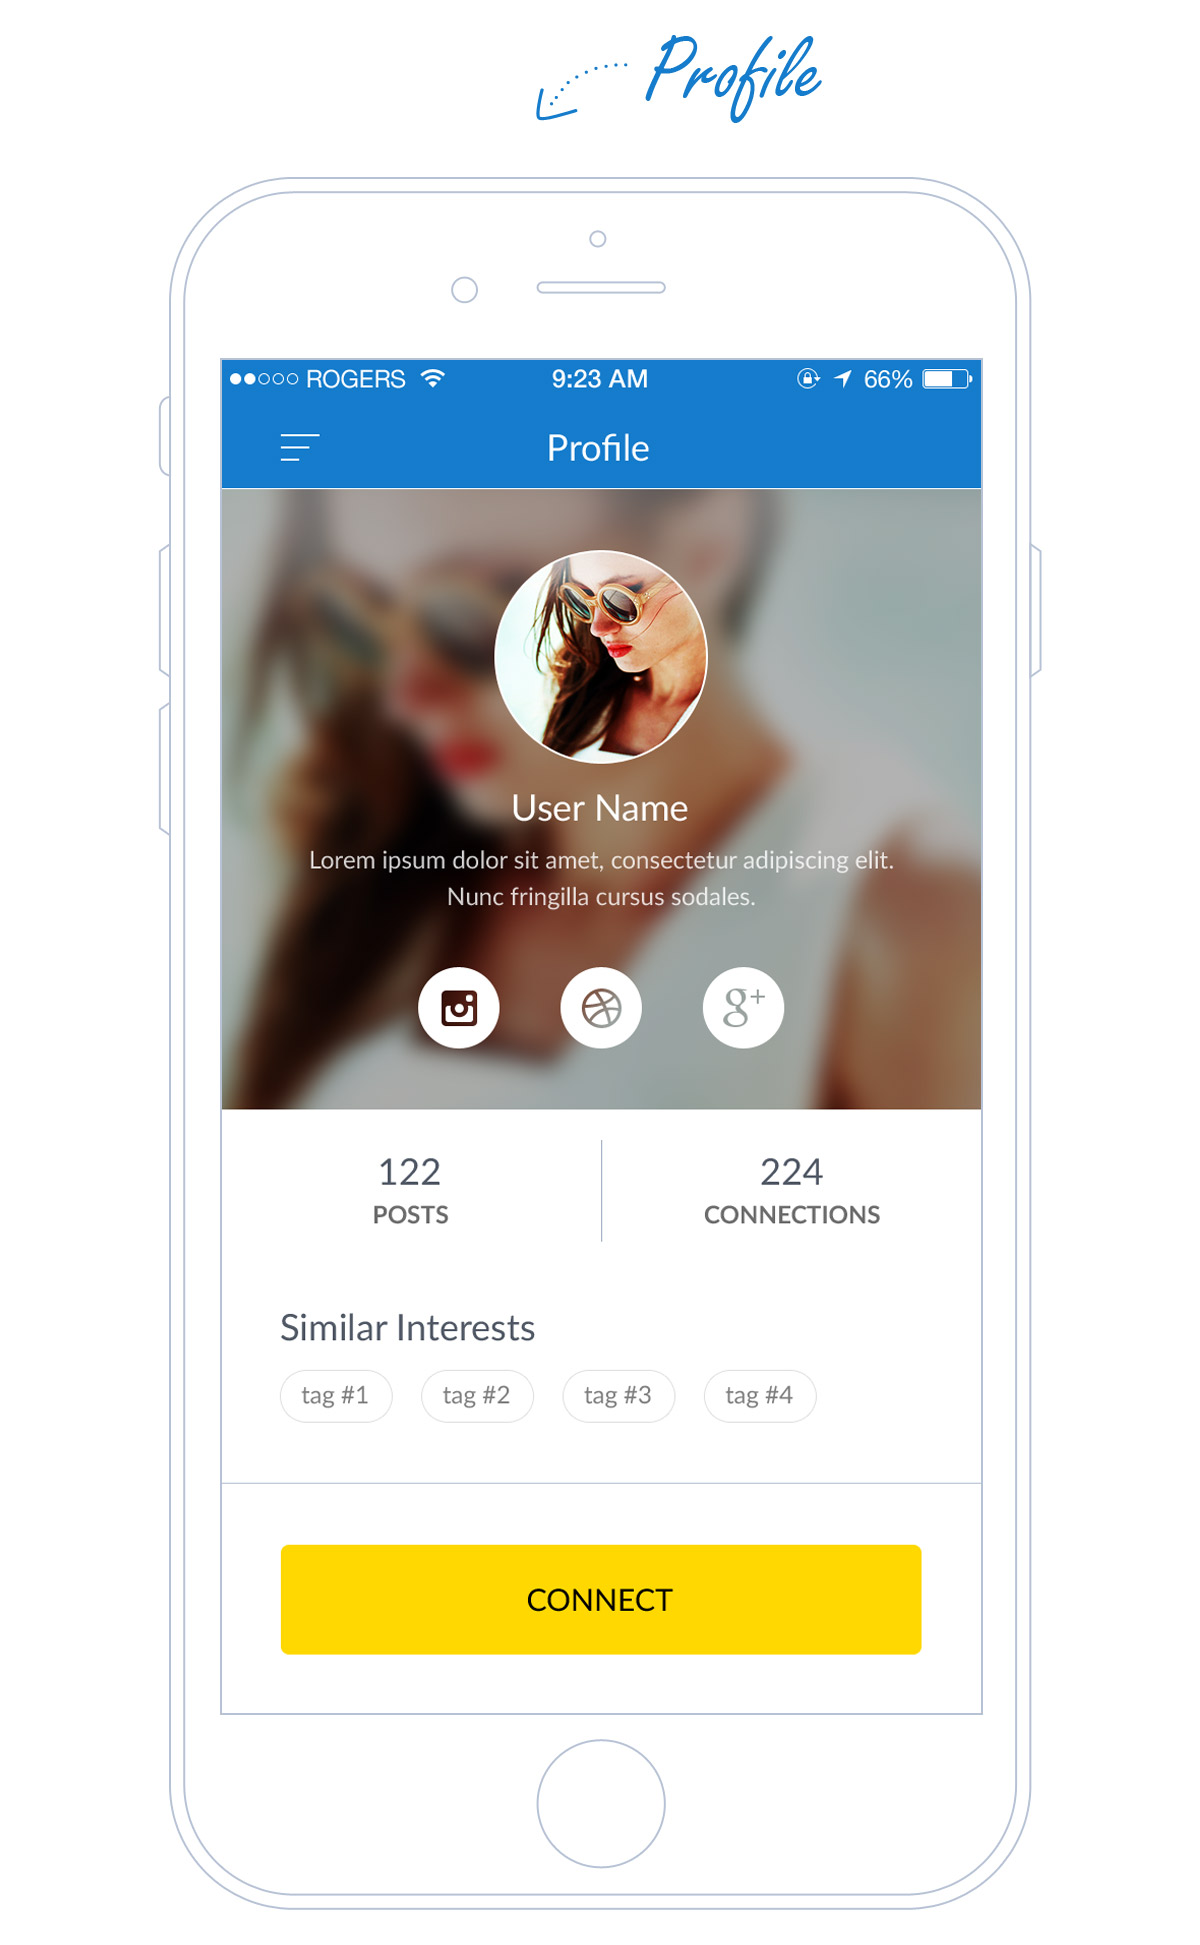 Profile
ROGERS 9:23 AM 66%
Profile
User Name
Lorem ipsum dolor sit amet, consectetur adipiscing elit.
Nunc fringilla cursus sodales.
g+
122
POSTS
224
CONNECTIONS
Similar Interests
tag #1 tag #2 tag #3 tag #4
CONNECT